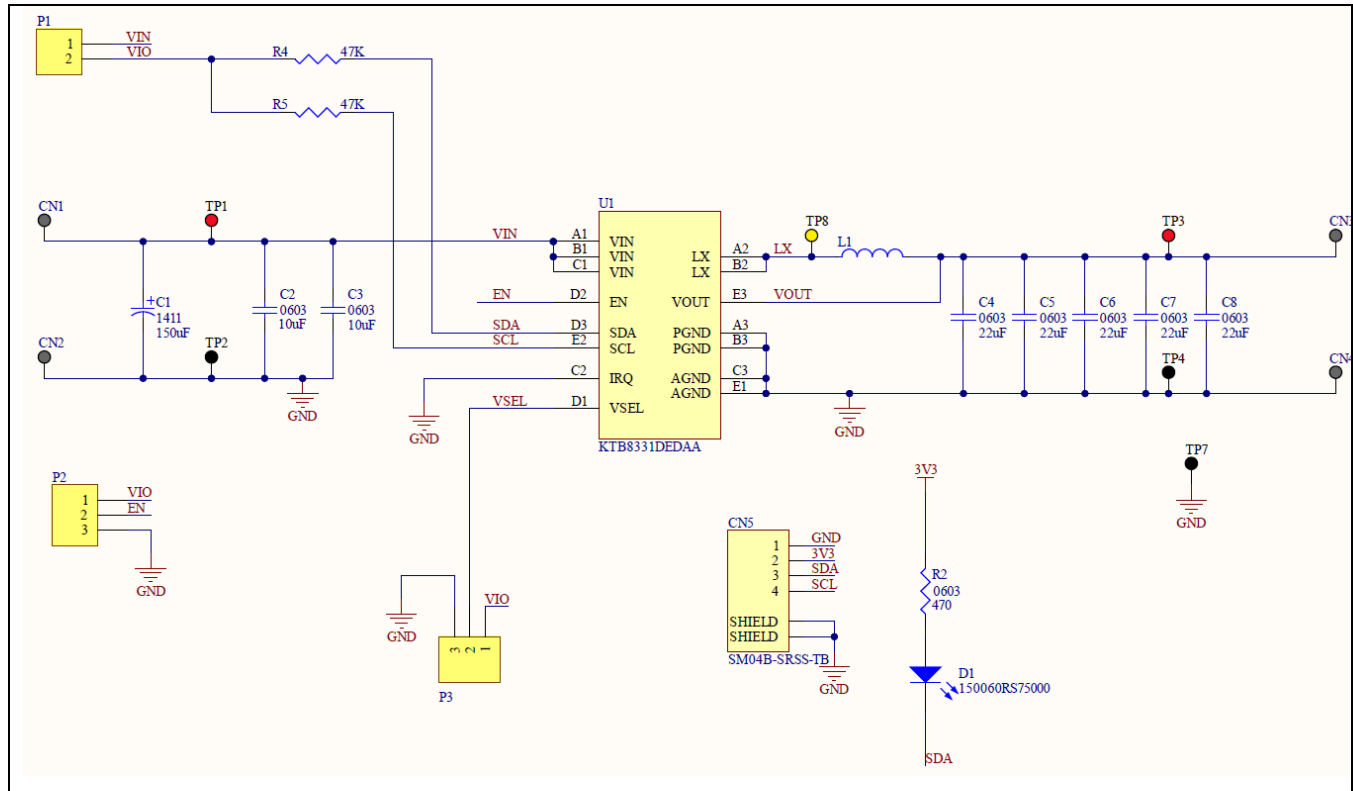 P1
1 VIN
2 VIO
R4 47K
R5 47K
CN1
TP1
CN2
TP2
C1
1411
150uF
+
C2
0603
10uF
C3
0603
10uF
GND
VIN
EN
SDA
SCL
VSEL
GND
U1
A1 VIN
B1 VIN
C1 VIN
D2 EN
D3 SDA
E2 SCL
C2 IRQ
D1 VSEL
LX A2
LX B2
VOUT E3
PGND A3
PGND B3
AGND C3
AGND E1
KTB8331DEDAA
LX
TP8
L1
VOUT
TP3
CN3
C4
0603
22uF
C5
0603
22uF
C6
0603
22uF
C7
0603
22uF
C8
0603
22uF
TP4
CN4
GND
TP7
GND
P2
1 VIO
2 EN
3
GND
GND
VIO
3 2 1
P3
CN5
1 GND
2 3V3
3 SDA
4 SCL
SHIELD
SHIELD
SM04B-SRSS-TB
GND
3V3
R2
0603
470
D1
150060RS75000
SDA